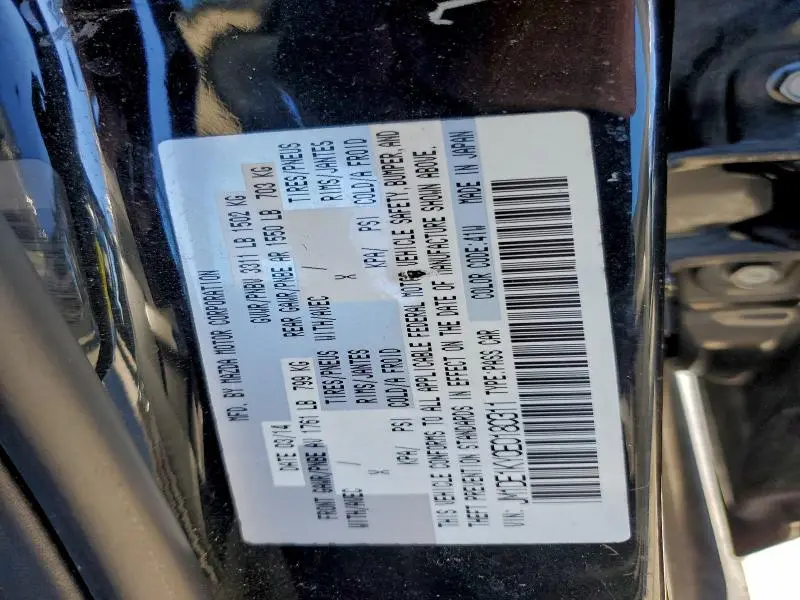 MFD. BY MAZDA MOTOR CORPORATION
DATE 03/14 GVWR/PNBV 3311 LB 1502 KG
FRONT GAWR/PNBE AV 1761 LB 799 KG REAR GAWR/PNBE AR 1550 LB 703 KG
WITH/AVEC / TIRES/PNEUS WITH/AVEC / TIRES/PNEUS
X RIMS/JANTES X RIMS/JANTES
KPA/ PSI COLD/A FROID KPA/ PSI COLD/A FROID
THIS VEHICLE CONFORMS TO ALL APPLICABLE FEDERAL MOTOR VEHICLE SAFETY, BUMPER, AND
THEFT PREVENTION STANDARDS IN EFFECT ON THE DATE OF MANUFACTURE SHOWN ABOVE.
TYPE:PASS CAR COLOR CODE:41W MADE IN JAPAN
VIN: JM1DE1KY0E0180311